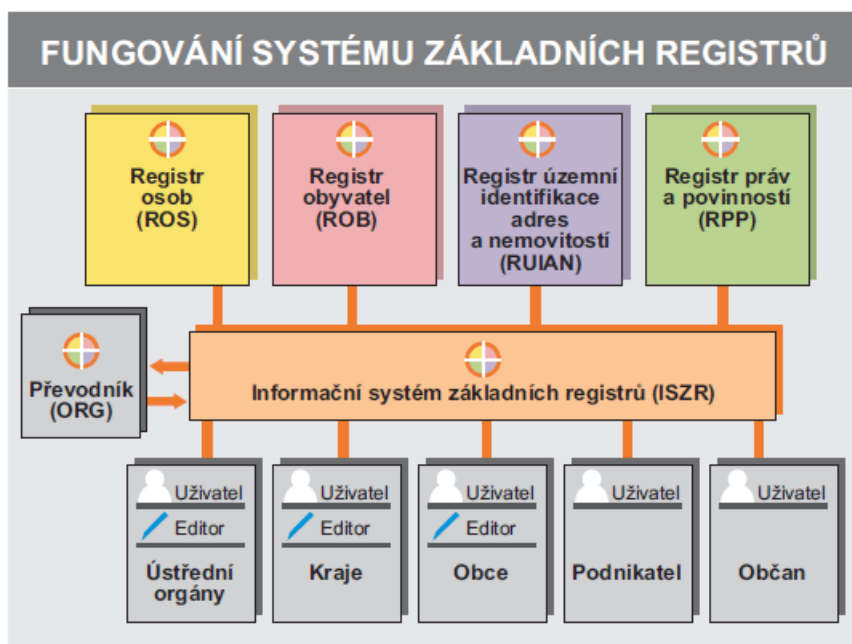 FUNGOVÁNÍ SYSTÉMU ZÁKLADNÍCH REGISTRŮ
Registr
osob
(ROS)
Registr
obyvatel
(ROB)
Registr územní
identifikace
adres
a nemovitostí
(RUIAN)
Registr práv
a povinností
(RPP)
Převodník
(ORG)
Informační systém základních registrů (ISZR)
Uživatel
Editor
Ústřední
orgány
Uživatel
Editor
Kraje
Uživatel
Editor
Obce
Uživatel
Podnikatel
Uživatel
Občan